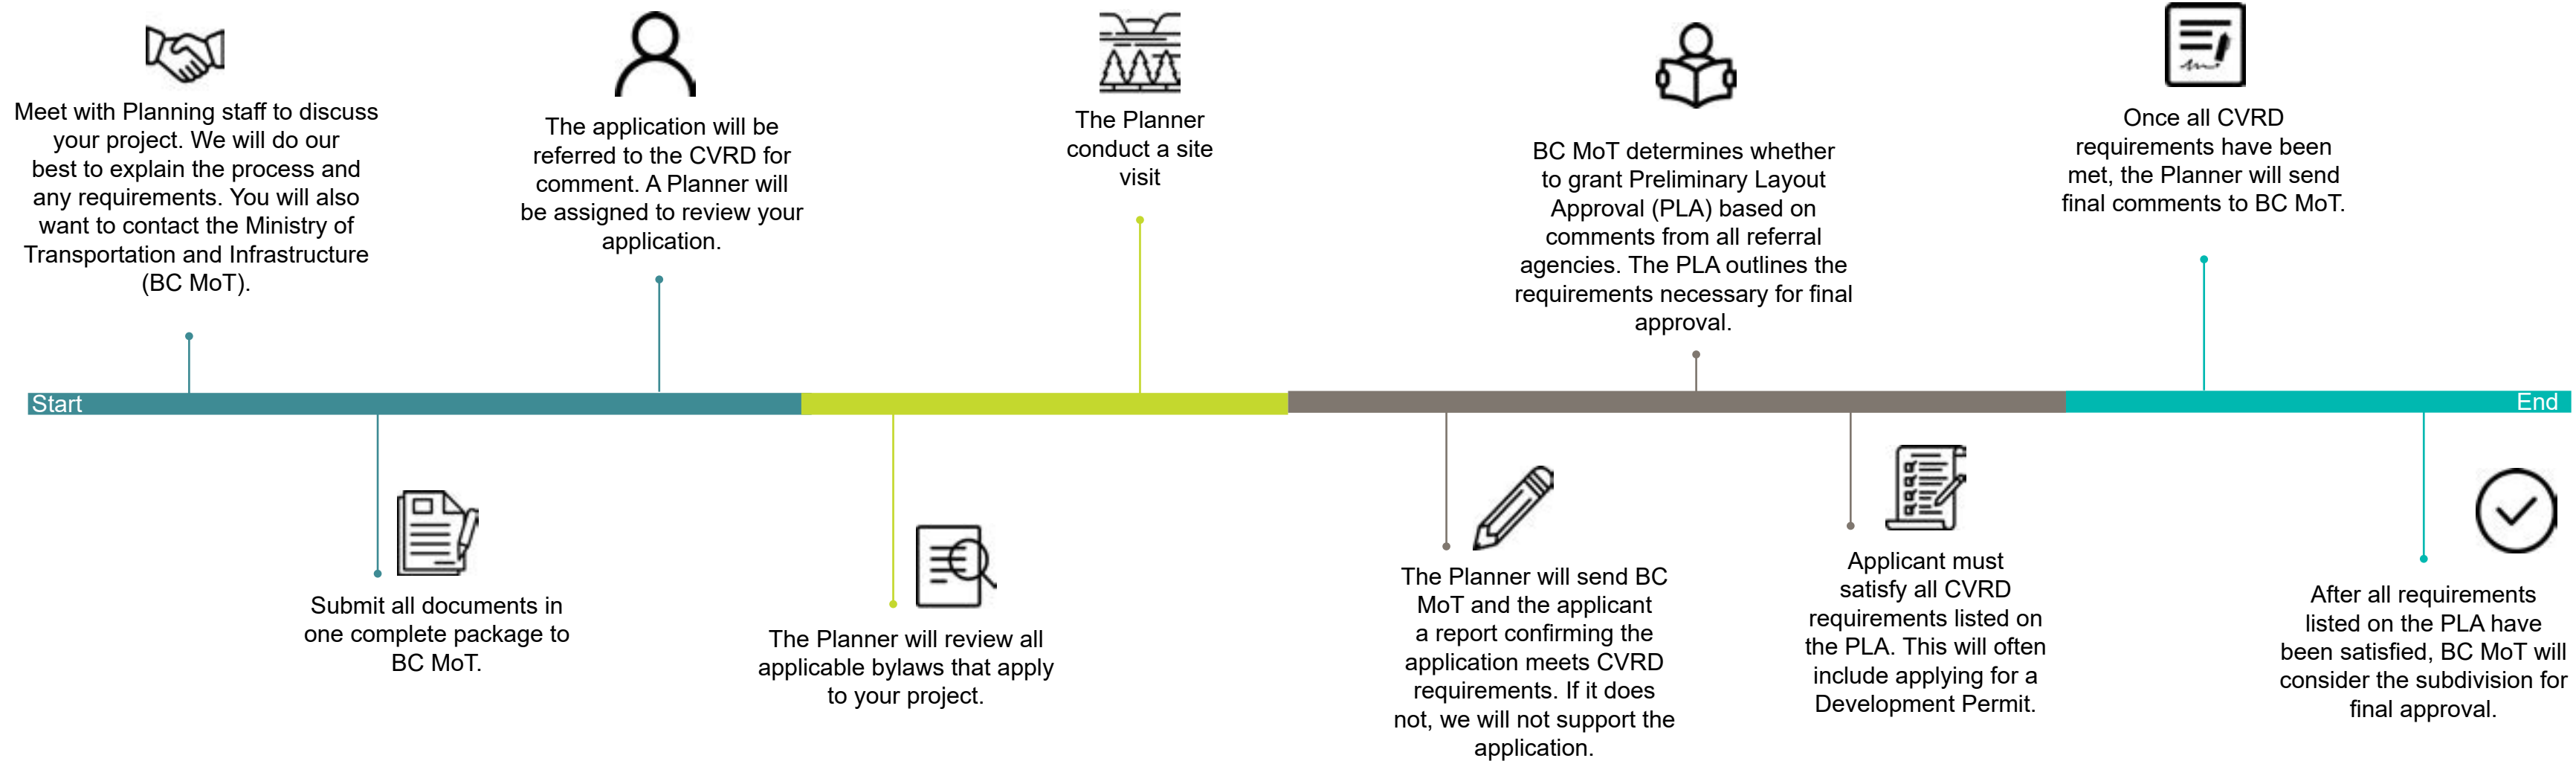 Meet with Planning staff to discuss
your project. We will do our
best to explain the process and
any requirements. You will also
want to contact the Ministry of
Transportation and Infrastructure
(BC MoT).
The application will be
referred to the CVRD for
comment. A Planner will
be assigned to review your
application.
The Planner
conduct a site
visit
BC MoT determines whether
to grant Preliminary Layout
Approval (PLA) based on
comments from all referral
agencies. The PLA outlines the
requirements necessary for final
approval.
Once all CVRD
requirements have been
met, the Planner will send
final comments to BC MoT.
Start
End
Submit all documents in
one complete package to
BC MoT.
The Planner will review all
applicable bylaws that apply
to your project.
The Planner will send BC
MoT and the applicant
a report confirming the
application meets CVRD
requirements. If it does
not, we will not support the
application.
Applicant must
satisfy all CVRD
requirements listed on
the PLA. This will often
include applying for a
Development Permit.
After all requirements
listed on the PLA have
been satisfied, BC MoT will
consider the subdivision for
final approval.